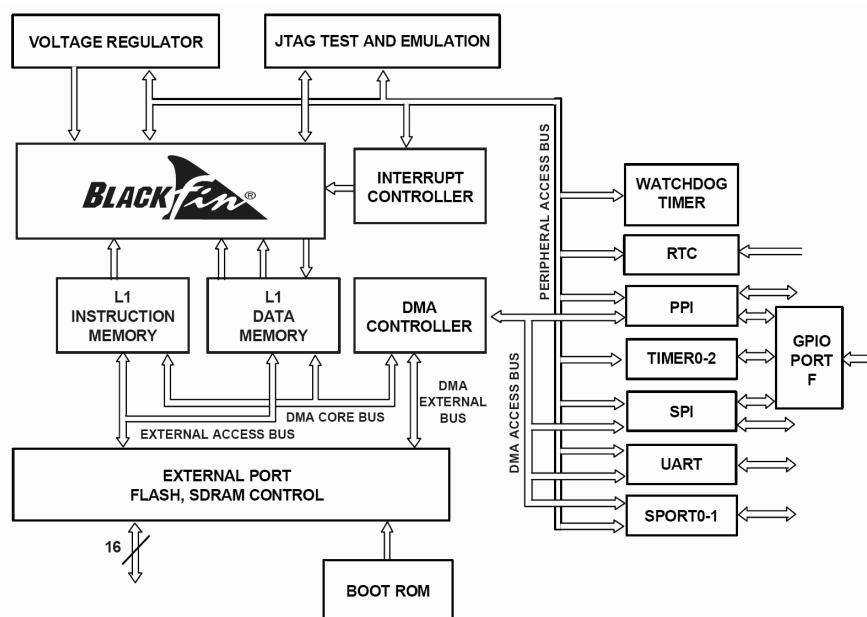 VOLTAGE REGULATOR
JTAG TEST AND EMULATION
BLACKfin®
INTERRUPT
CONTROLLER
PERIPHERAL ACCESS BUS
WATCHDOG
TIMER
RTC
L1
INSTRUCTION
MEMORY
L1
DATA
MEMORY
DMA
CONTROLLER
PPI
GPIO
PORT
F
TIMER0-2
DMA CORE BUS
EXTERNAL ACCESS BUS
DMA
EXTERNAL
BUS
DMA ACCESS BUS
SPI
UART
SPORT0-1
EXTERNAL PORT
FLASH, SDRAM CONTROL
16
BOOT ROM